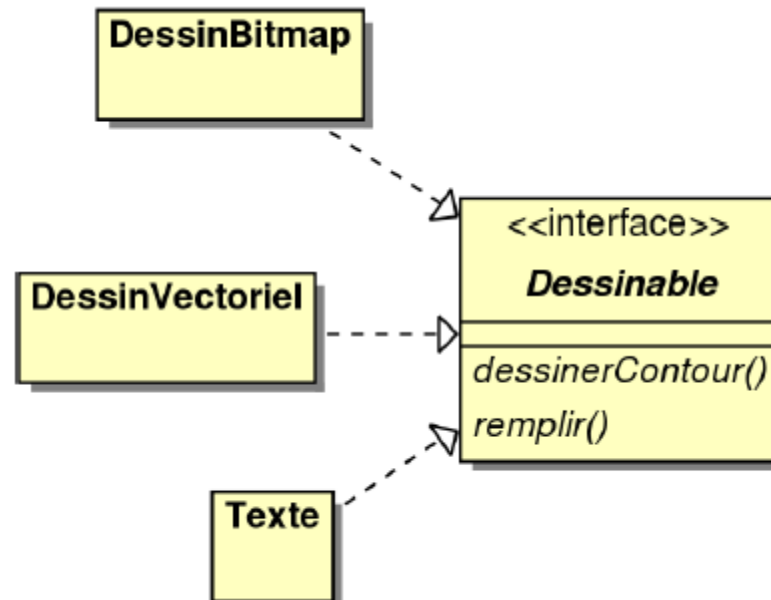 DessinBitmap
<<interface>>
Dessinable
DessinVectoriel
dessinerContour()
remplir()
Texte